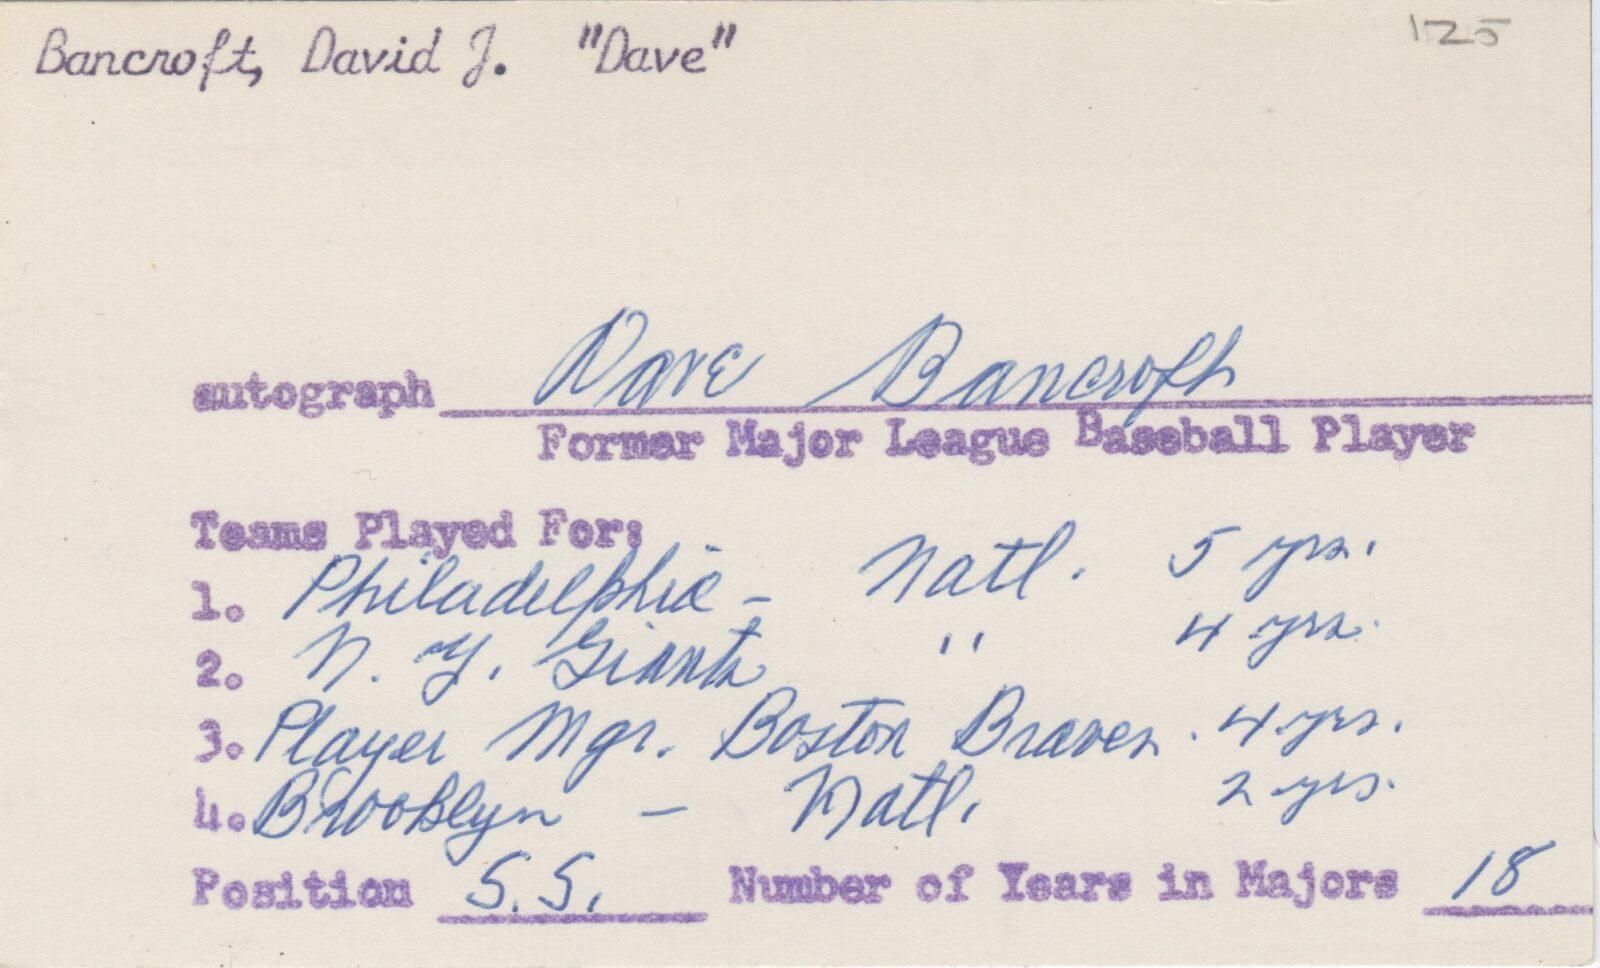 Bancroft, David J. "Dave" 125
autograph Dave Bancroft
Former Major League Baseball Player
Teams Played For:
1. Philadelphia - Natl. 5 yrs.
2. N. Y. Giants " 4 yrs.
3. Player Mgr. Boston Braves. 4 yrs.
4. Brooklyn - Natl. 2 yrs.
Position S.S. Number of Years in Majors 18